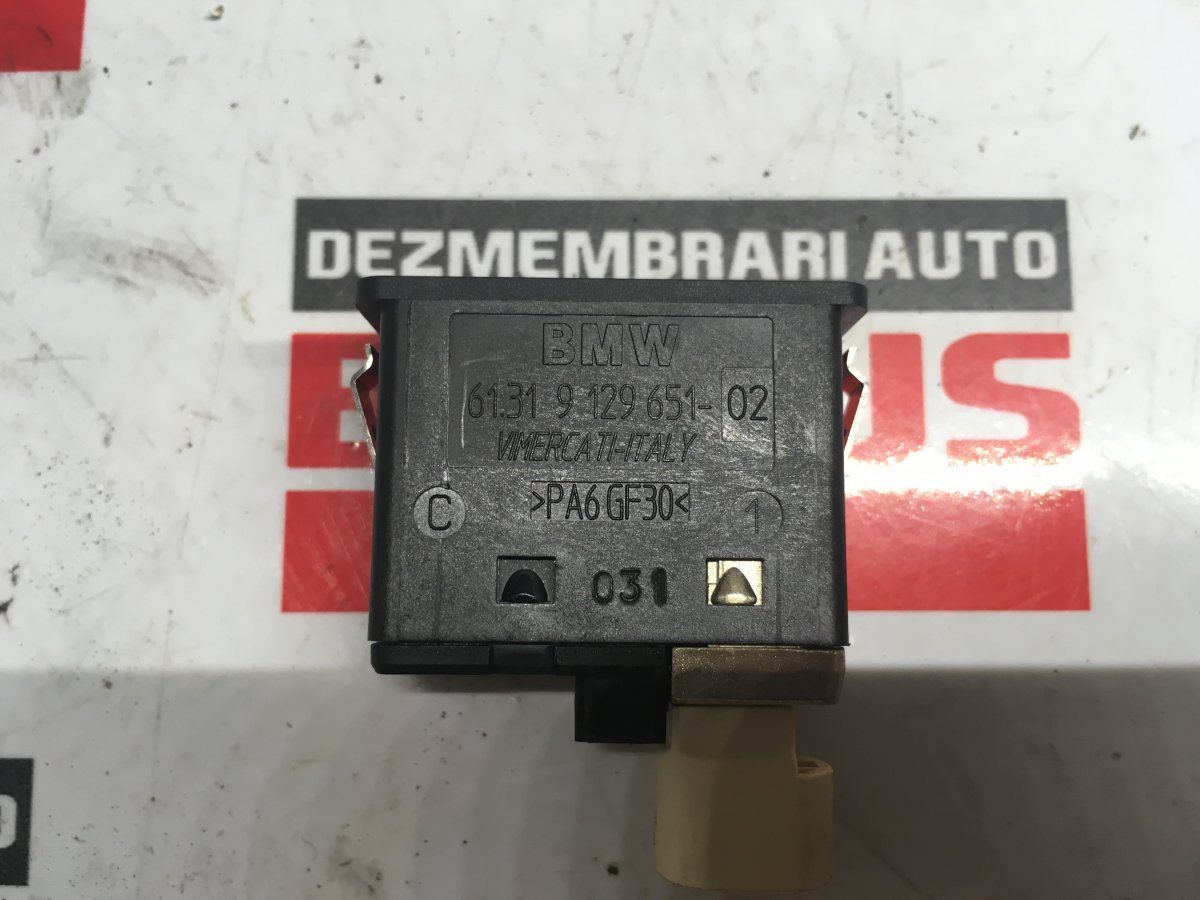 DEZMEMBRARI AUTO
BMW
61.31 9 129 651- 02
VIMERCATI-ITALY
>PA6 GF30<
C
1
031